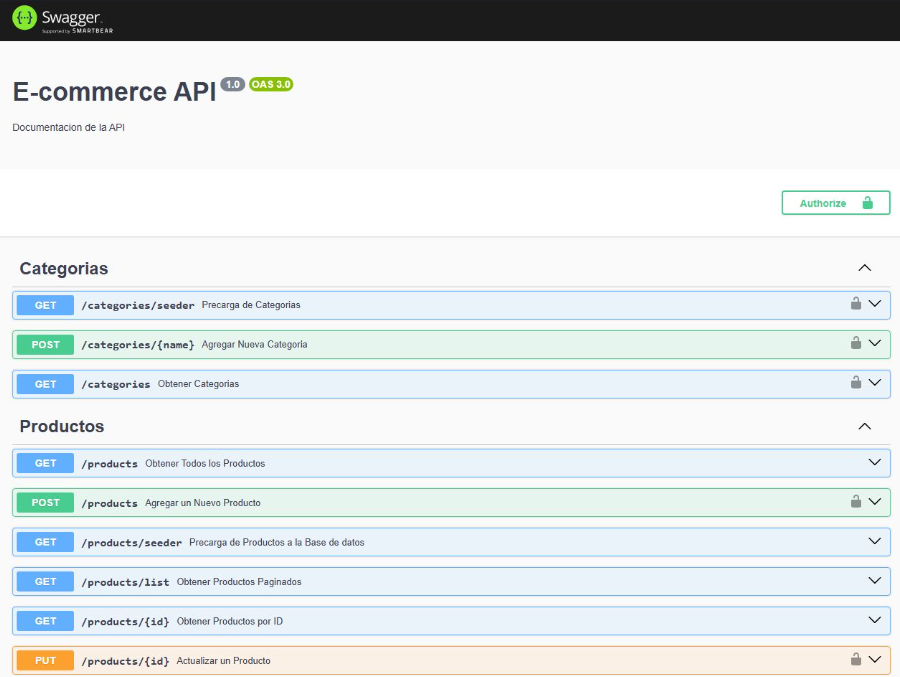 Swagger.
Supported by SMARTBEAR
E-commerce API 1.0 OAS 3.0
Documentacion de la API
Authorize
Categorias
GET /categories/seeder Precarga de Categorias
POST /categories/{name} Agregar Nueva Categoria
GET /categories Obtener Categorias
Productos
GET /products Obtener Todos los Productos
POST /products Agregar un Nuevo Producto
GET /products/seeder Precarga de Productos a la Base de datos
GET /products/list Obtener Productos Paginados
GET /products/{id} Obtener Productos por ID
PUT /products/{id} Actualizar un Producto